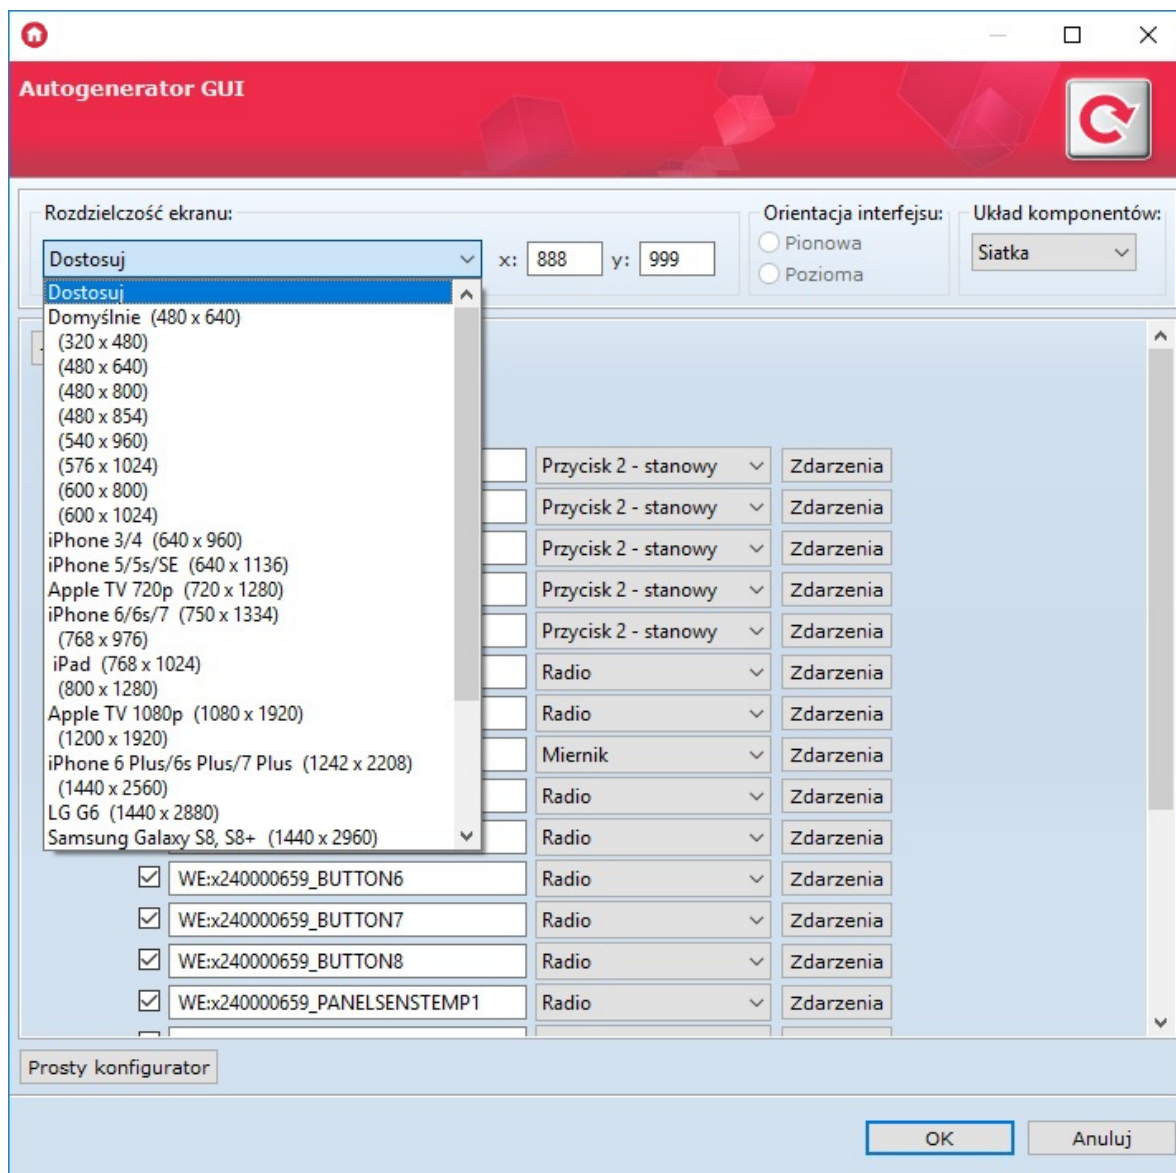 Autogenerator GUI
Rozdzielczość ekranu:
Orientacja interfejsu:
Układ komponentów:
Dostosuj
x: 888 y: 999
Pionowa
Pozioma
Siatka
Dostosuj
Domyślnie (480 x 640)
(320 x 480)
(480 x 640)
(480 x 800)
(480 x 854)
(540 x 960)
(576 x 1024)
(600 x 800)
(600 x 1024)
iPhone 3/4 (640 x 960)
iPhone 5/5s/SE (640 x 1136)
Apple TV 720p (720 x 1280)
iPhone 6/6s/7 (750 x 1334)
(768 x 976)
iPad (768 x 1024)
(800 x 1280)
Apple TV 1080p (1080 x 1920)
(1200 x 1920)
iPhone 6 Plus/6s Plus/7 Plus (1242 x 2208)
(1440 x 2560)
LG G6 (1440 x 2880)
Samsung Galaxy S8, S8+ (1440 x 2960)
Przycisk 2 - stanowy Zdarzenia
Przycisk 2 - stanowy Zdarzenia
Przycisk 2 - stanowy Zdarzenia
Przycisk 2 - stanowy Zdarzenia
Przycisk 2 - stanowy Zdarzenia
Radio Zdarzenia
Radio Zdarzenia
Miernik Zdarzenia
Radio Zdarzenia
Radio Zdarzenia
WE:x240000659_BUTTON6 Radio Zdarzenia
WE:x240000659_BUTTON7 Radio Zdarzenia
WE:x240000659_BUTTON8 Radio Zdarzenia
WE:x240000659_PANELSENSTEMP1 Radio Zdarzenia
Prosty konfigurator
OK Anuluj